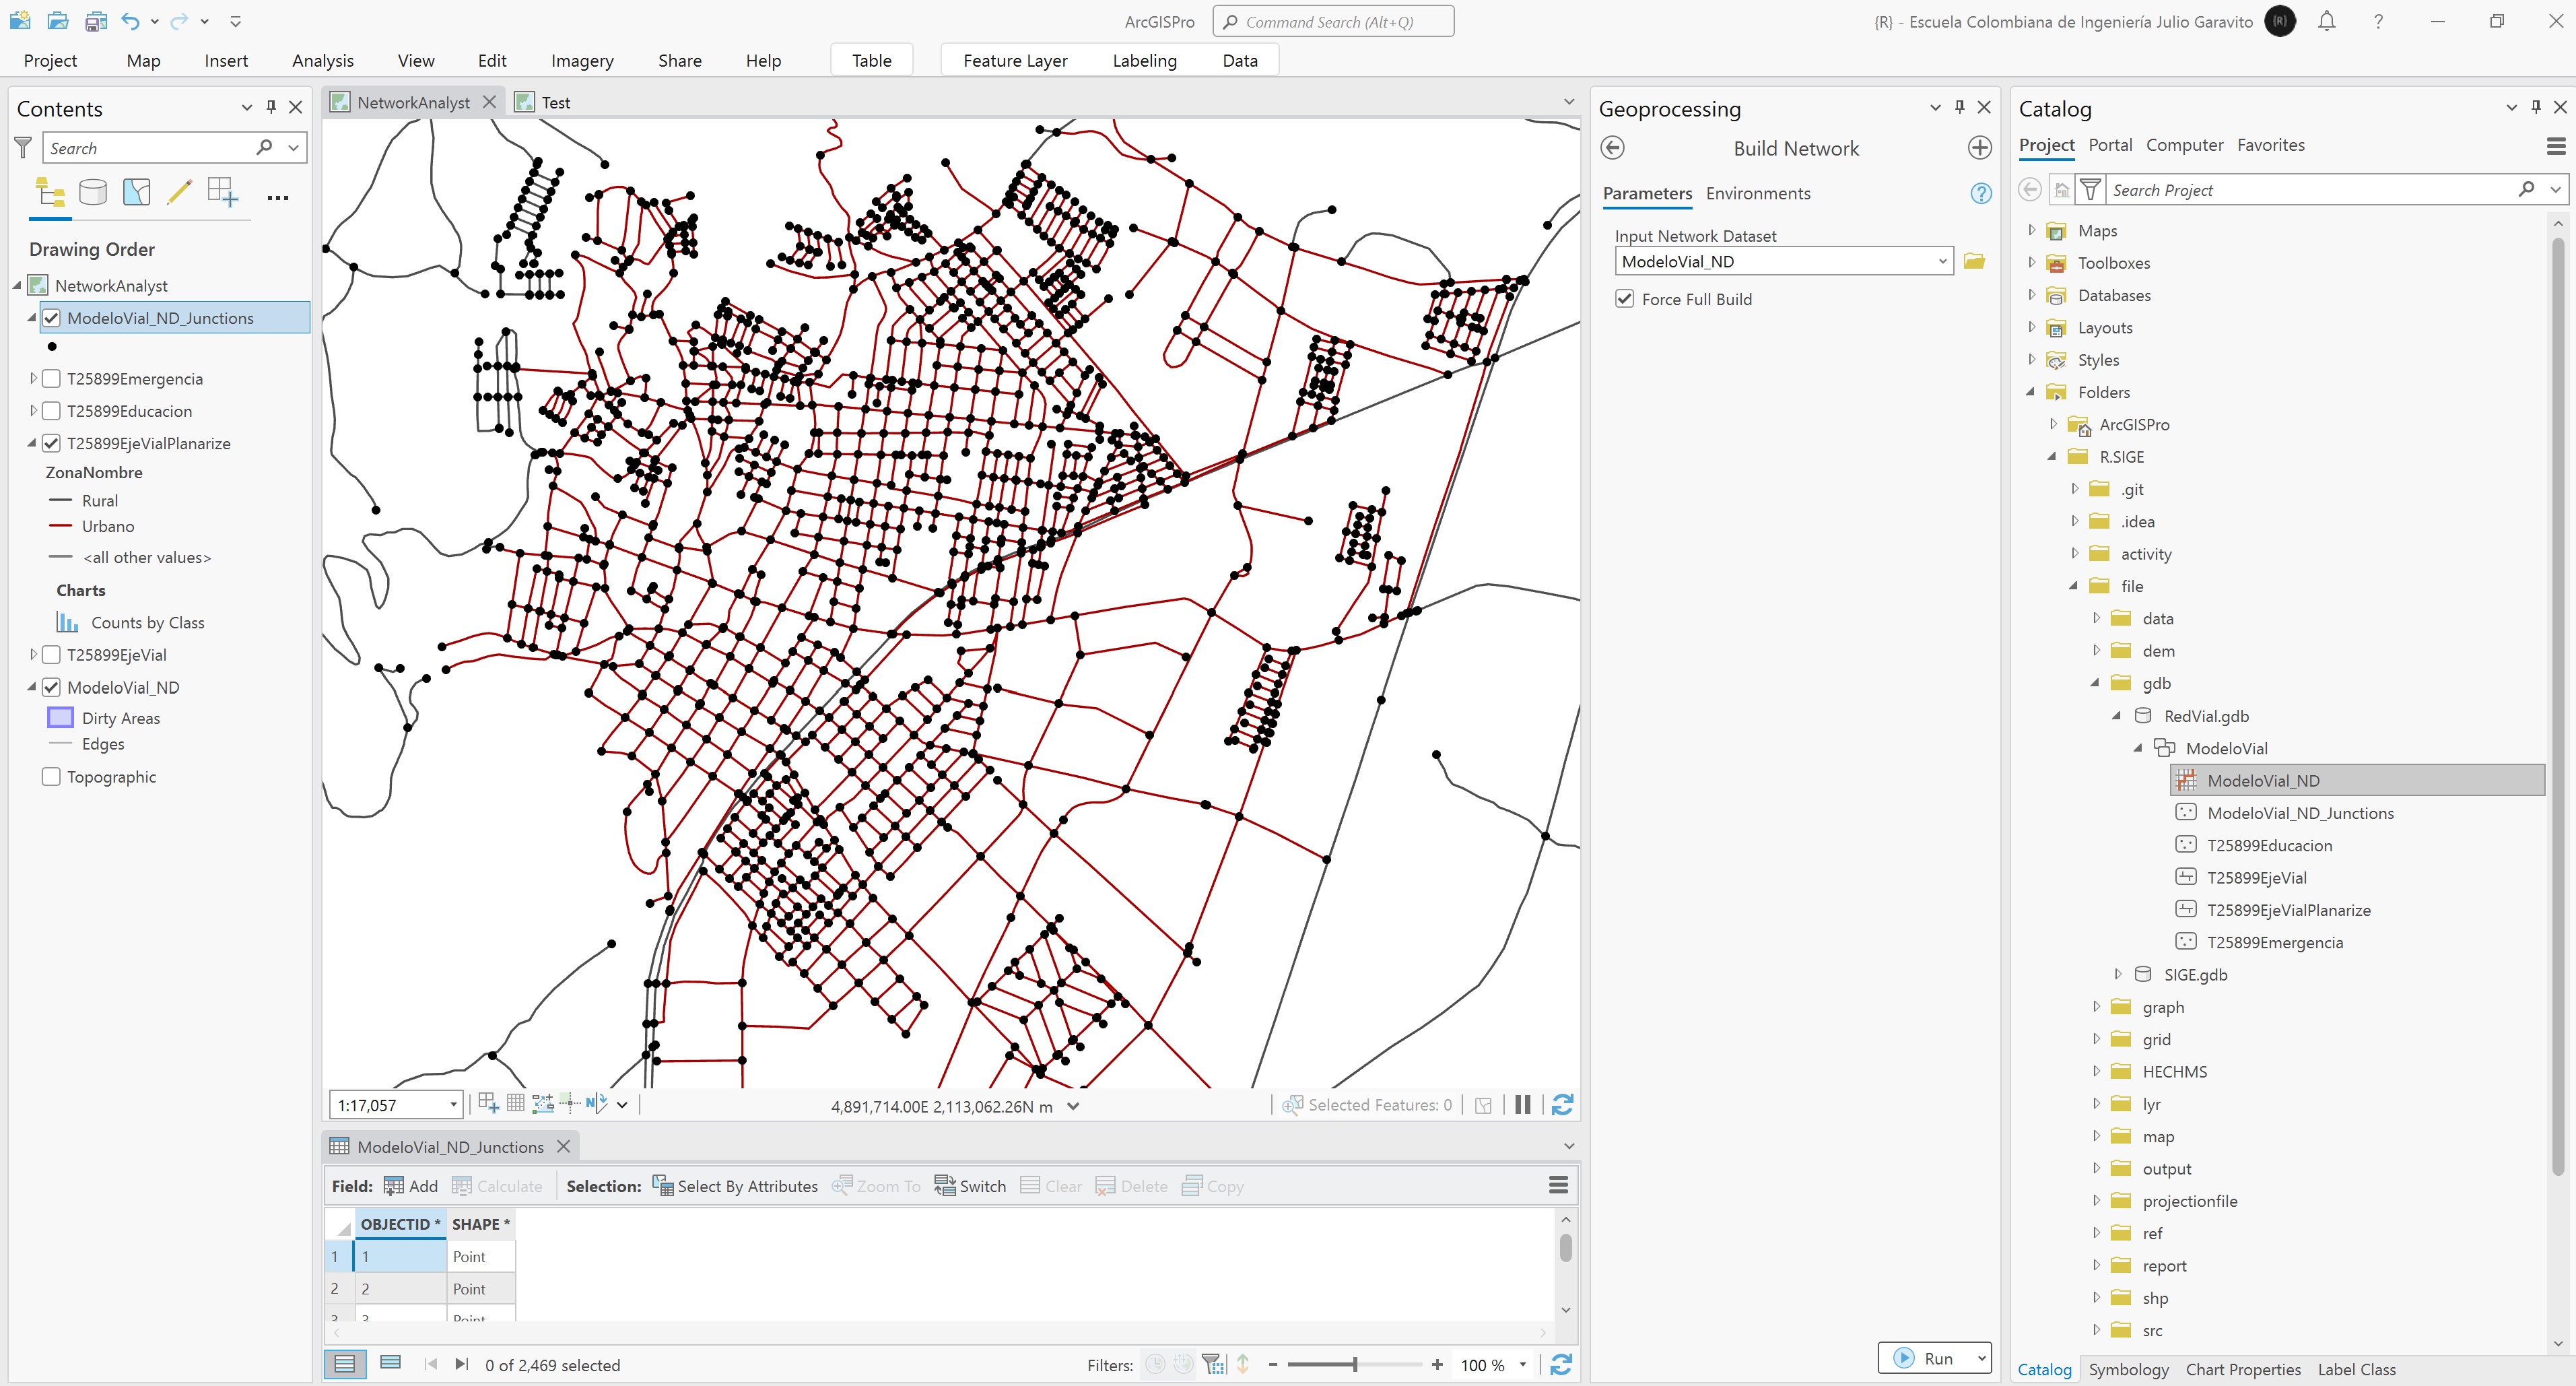 ArcGISPro
Command Search (Alt+Q)
{R} - Escuela Colombiana de Ingeniería Julio Garavito
{R}
Project Map Insert Analysis View Edit Imagery Share Help Table Feature Layer Labeling Data
Contents
Search
Drawing Order
NetworkAnalyst
ModeloVial_ND_Junctions
T25899Emergencia
T25899Educacion
T25899EjeVialPlanarize
ZonaNombre
Rural
Urbano
<all other values>
Charts
Counts by Class
T25899EjeVial
ModeloVial_ND
Dirty Areas
Edges
Topographic
NetworkAnalyst Test
1:17,057
4,891,714.00E 2,113,062.26N m
Selected Features: 0
ModeloVial_ND_Junctions
Field: Add Calculate Selection: Select By Attributes Zoom To Switch Clear Delete Copy
OBJECTID * SHAPE *
1 1 Point
2 2 Point
3 3 Point
0 of 2,469 selected
Filters:
100 %
Geoprocessing
Build Network
Parameters Environments
Input Network Dataset
ModeloVial_ND
Force Full Build
Run
Catalog
Project Portal Computer Favorites
Search Project
Maps
Toolboxes
Databases
Layouts
Styles
Folders
ArcGISPro
R.SIGE
.git
.idea
activity
file
data
dem
gdb
RedVial.gdb
ModeloVial
ModeloVial_ND
ModeloVial_ND_Junctions
T25899Educacion
T25899EjeVial
T25899EjeVialPlanarize
T25899Emergencia
SIGE.gdb
graph
grid
HECHMS
lyr
map
output
projectionfile
ref
report
shp
src
Catalog Symbology Chart Properties Label Class